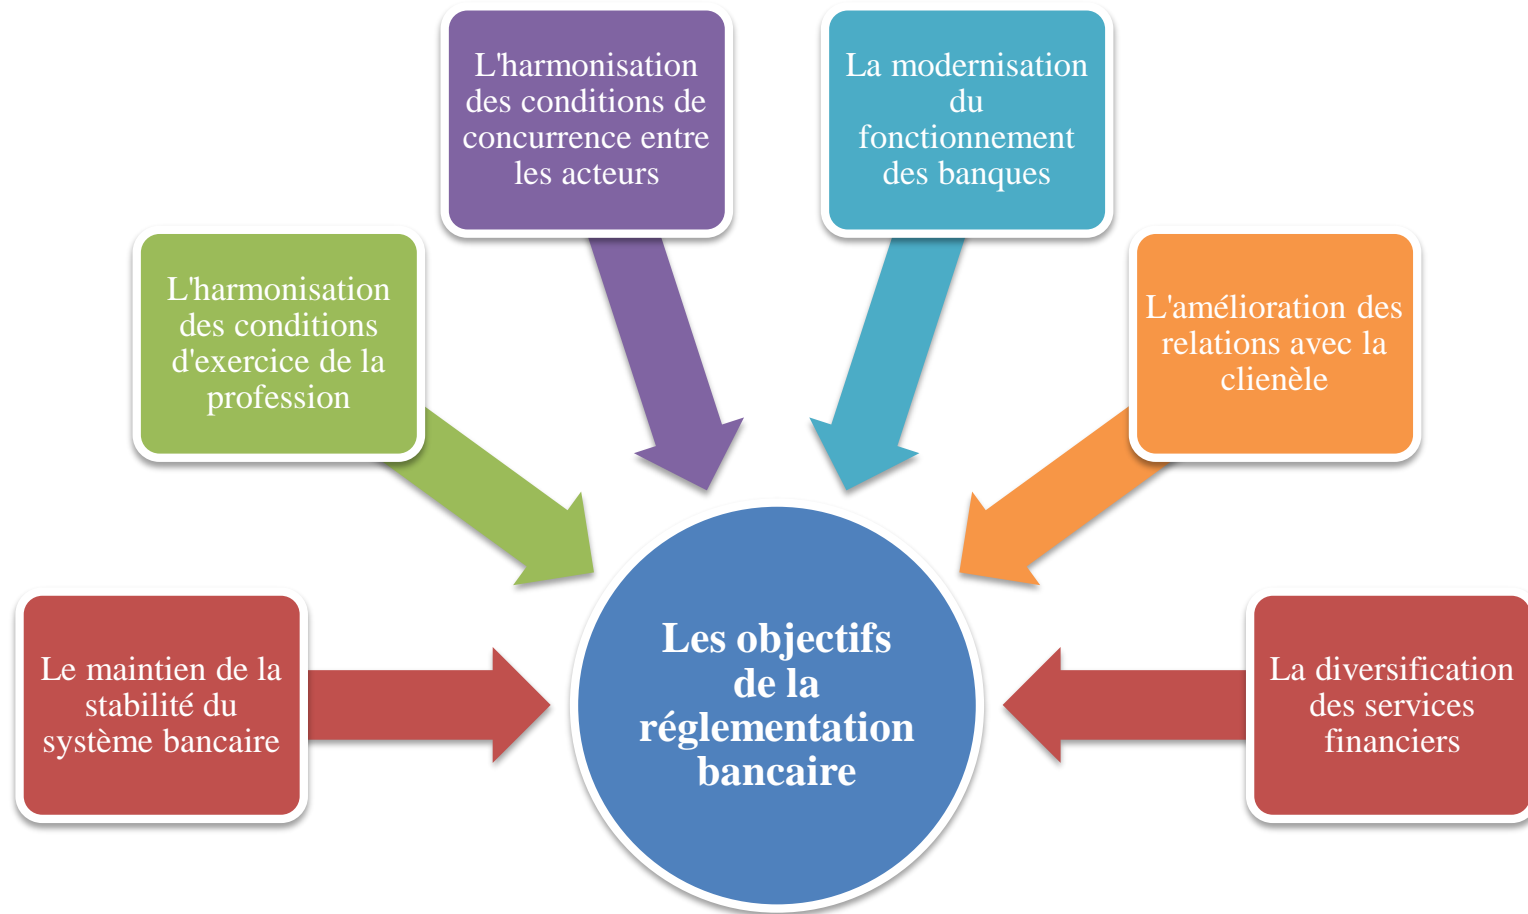 L'harmonisation
des conditions de
concurrence entre
les acteurs
La modernisation
du
fonctionnement
des banques
L'harmonisation
des conditions
d'exercice de la
profession
L'amélioration des
relations avec la
clienèle
Le maintien de la
stabilité du
système bancaire
Les objectifs
de la
réglementation
bancaire
La diversification
des services
financiers